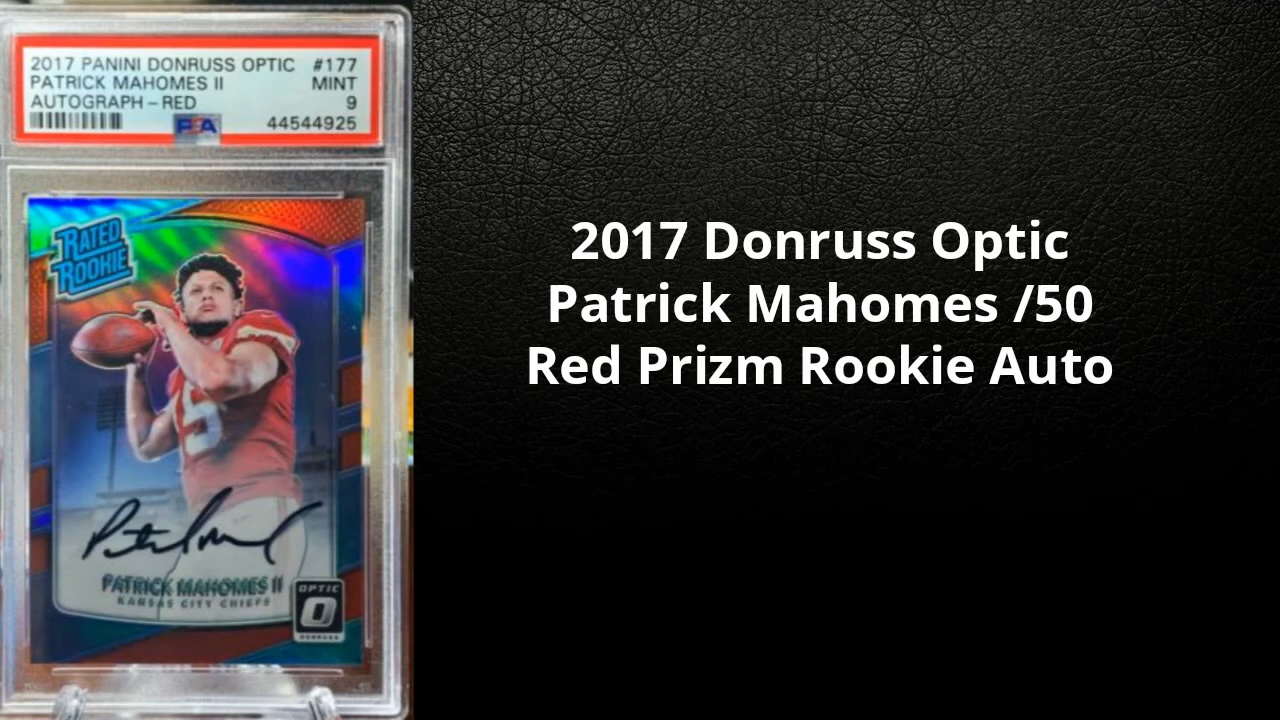 2017 PANINI DONRUSS OPTIC #177
PATRICK MAHOMES II MINT
AUTOGRAPH – RED 9
PSA 44544925
RATED
ROOKIE
15
PATRICK MAHOMES II
KANSAS CITY CHIEFS
OPTIC
O
DONRUSS
2017 Donruss Optic
Patrick Mahomes /50
Red Prizm Rookie Auto